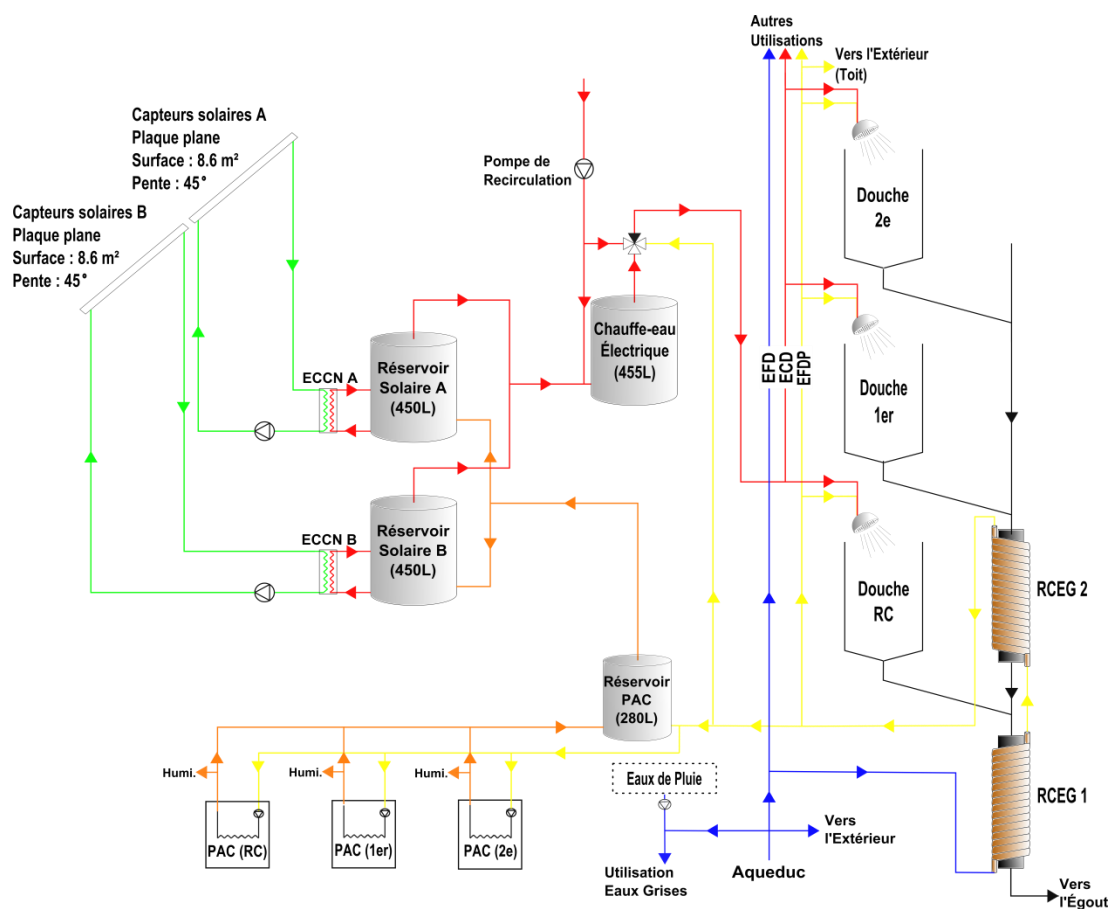 Autres
Utilisations
Vers l'Extérieur
(Toit)
Capteurs solaires A
Plaque plane
Surface : 8.6 m²
Pente : 45°
Pompe de
Recirculation
Capteurs solaires B
Plaque plane
Surface : 8.6 m²
Pente : 45°
Douche
2e
Chauffe-eau
Électrique
(455L)
EFD
ECD
EFDP
ECCN A
Réservoir
Solaire A
(450L)
Douche
1er
ECCN B
Réservoir
Solaire B
(450L)
Douche
RC
RCEG 2
Réservoir
PAC
(280L)
Humi.
Humi.
Humi.
Eaux de Pluie
RCEG 1
PAC (RC)
PAC (1er)
PAC (2e)
Vers
l'Extérieur
Utilisation
Eaux Grises
Aqueduc
Vers
l'Égout